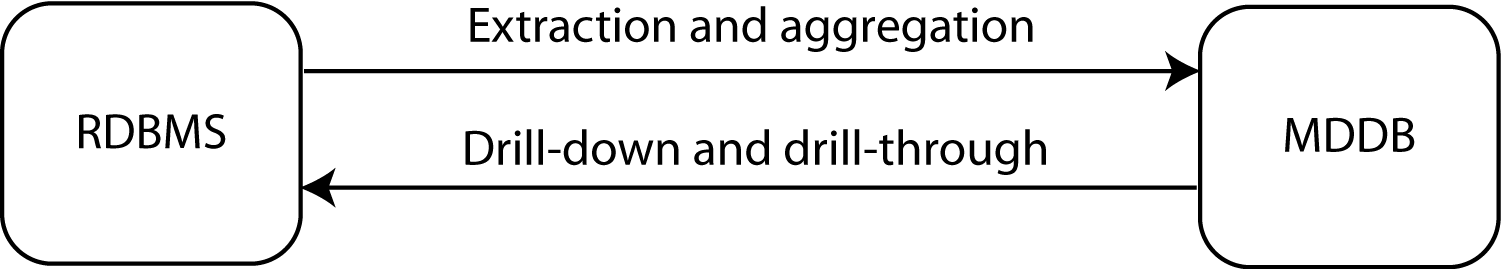 Extraction and aggregation
RDBMS
MDDB
Drill-down and drill-through